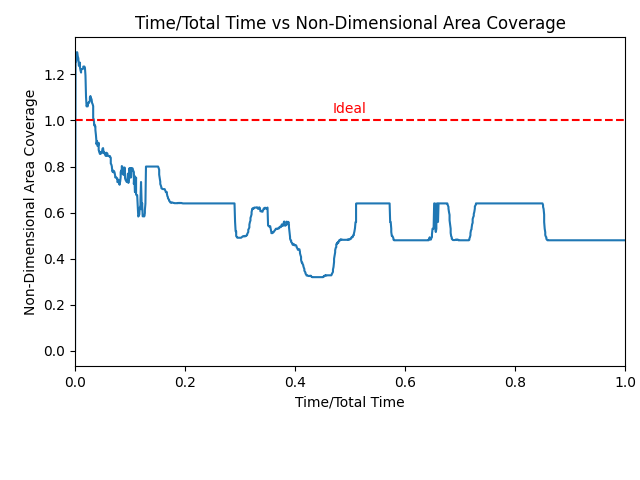 Time/Total Time vs Non-Dimensional Area Coverage
Non-Dimensional Area Coverage
1.2
1.0
0.8
0.6
0.4
0.2
0.0
Ideal
0.0 0.2 0.4 0.6 0.8 1.0
Time/Total Time